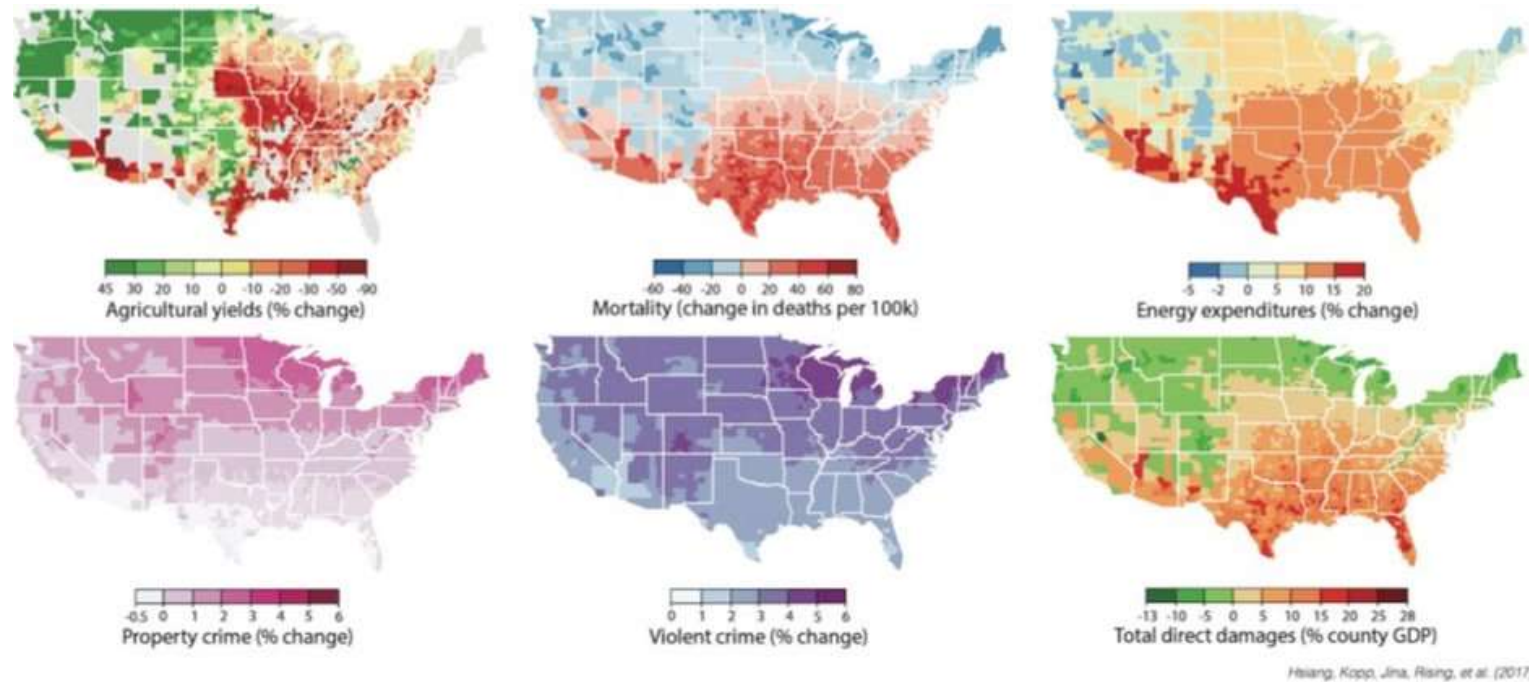 45 30 20 10 0 -10 -20 -30 -50 -90
Agricultural yields (% change)
-60 -40 -20 0 20 40 60 80
Mortality (change in deaths per 100k)
-5 -2 0 5 10 15 20
Energy expenditures (% change)
-0.5 0 1 2 3 4 5 6
Property crime (% change)
0 1 2 3 4 5 6
Violent crime (% change)
-13 -10 -5 0 5 10 15 20 25 28
Total direct damages (% county GDP)
Hsiang, Kopp, Jina, Rising, et al. (2017